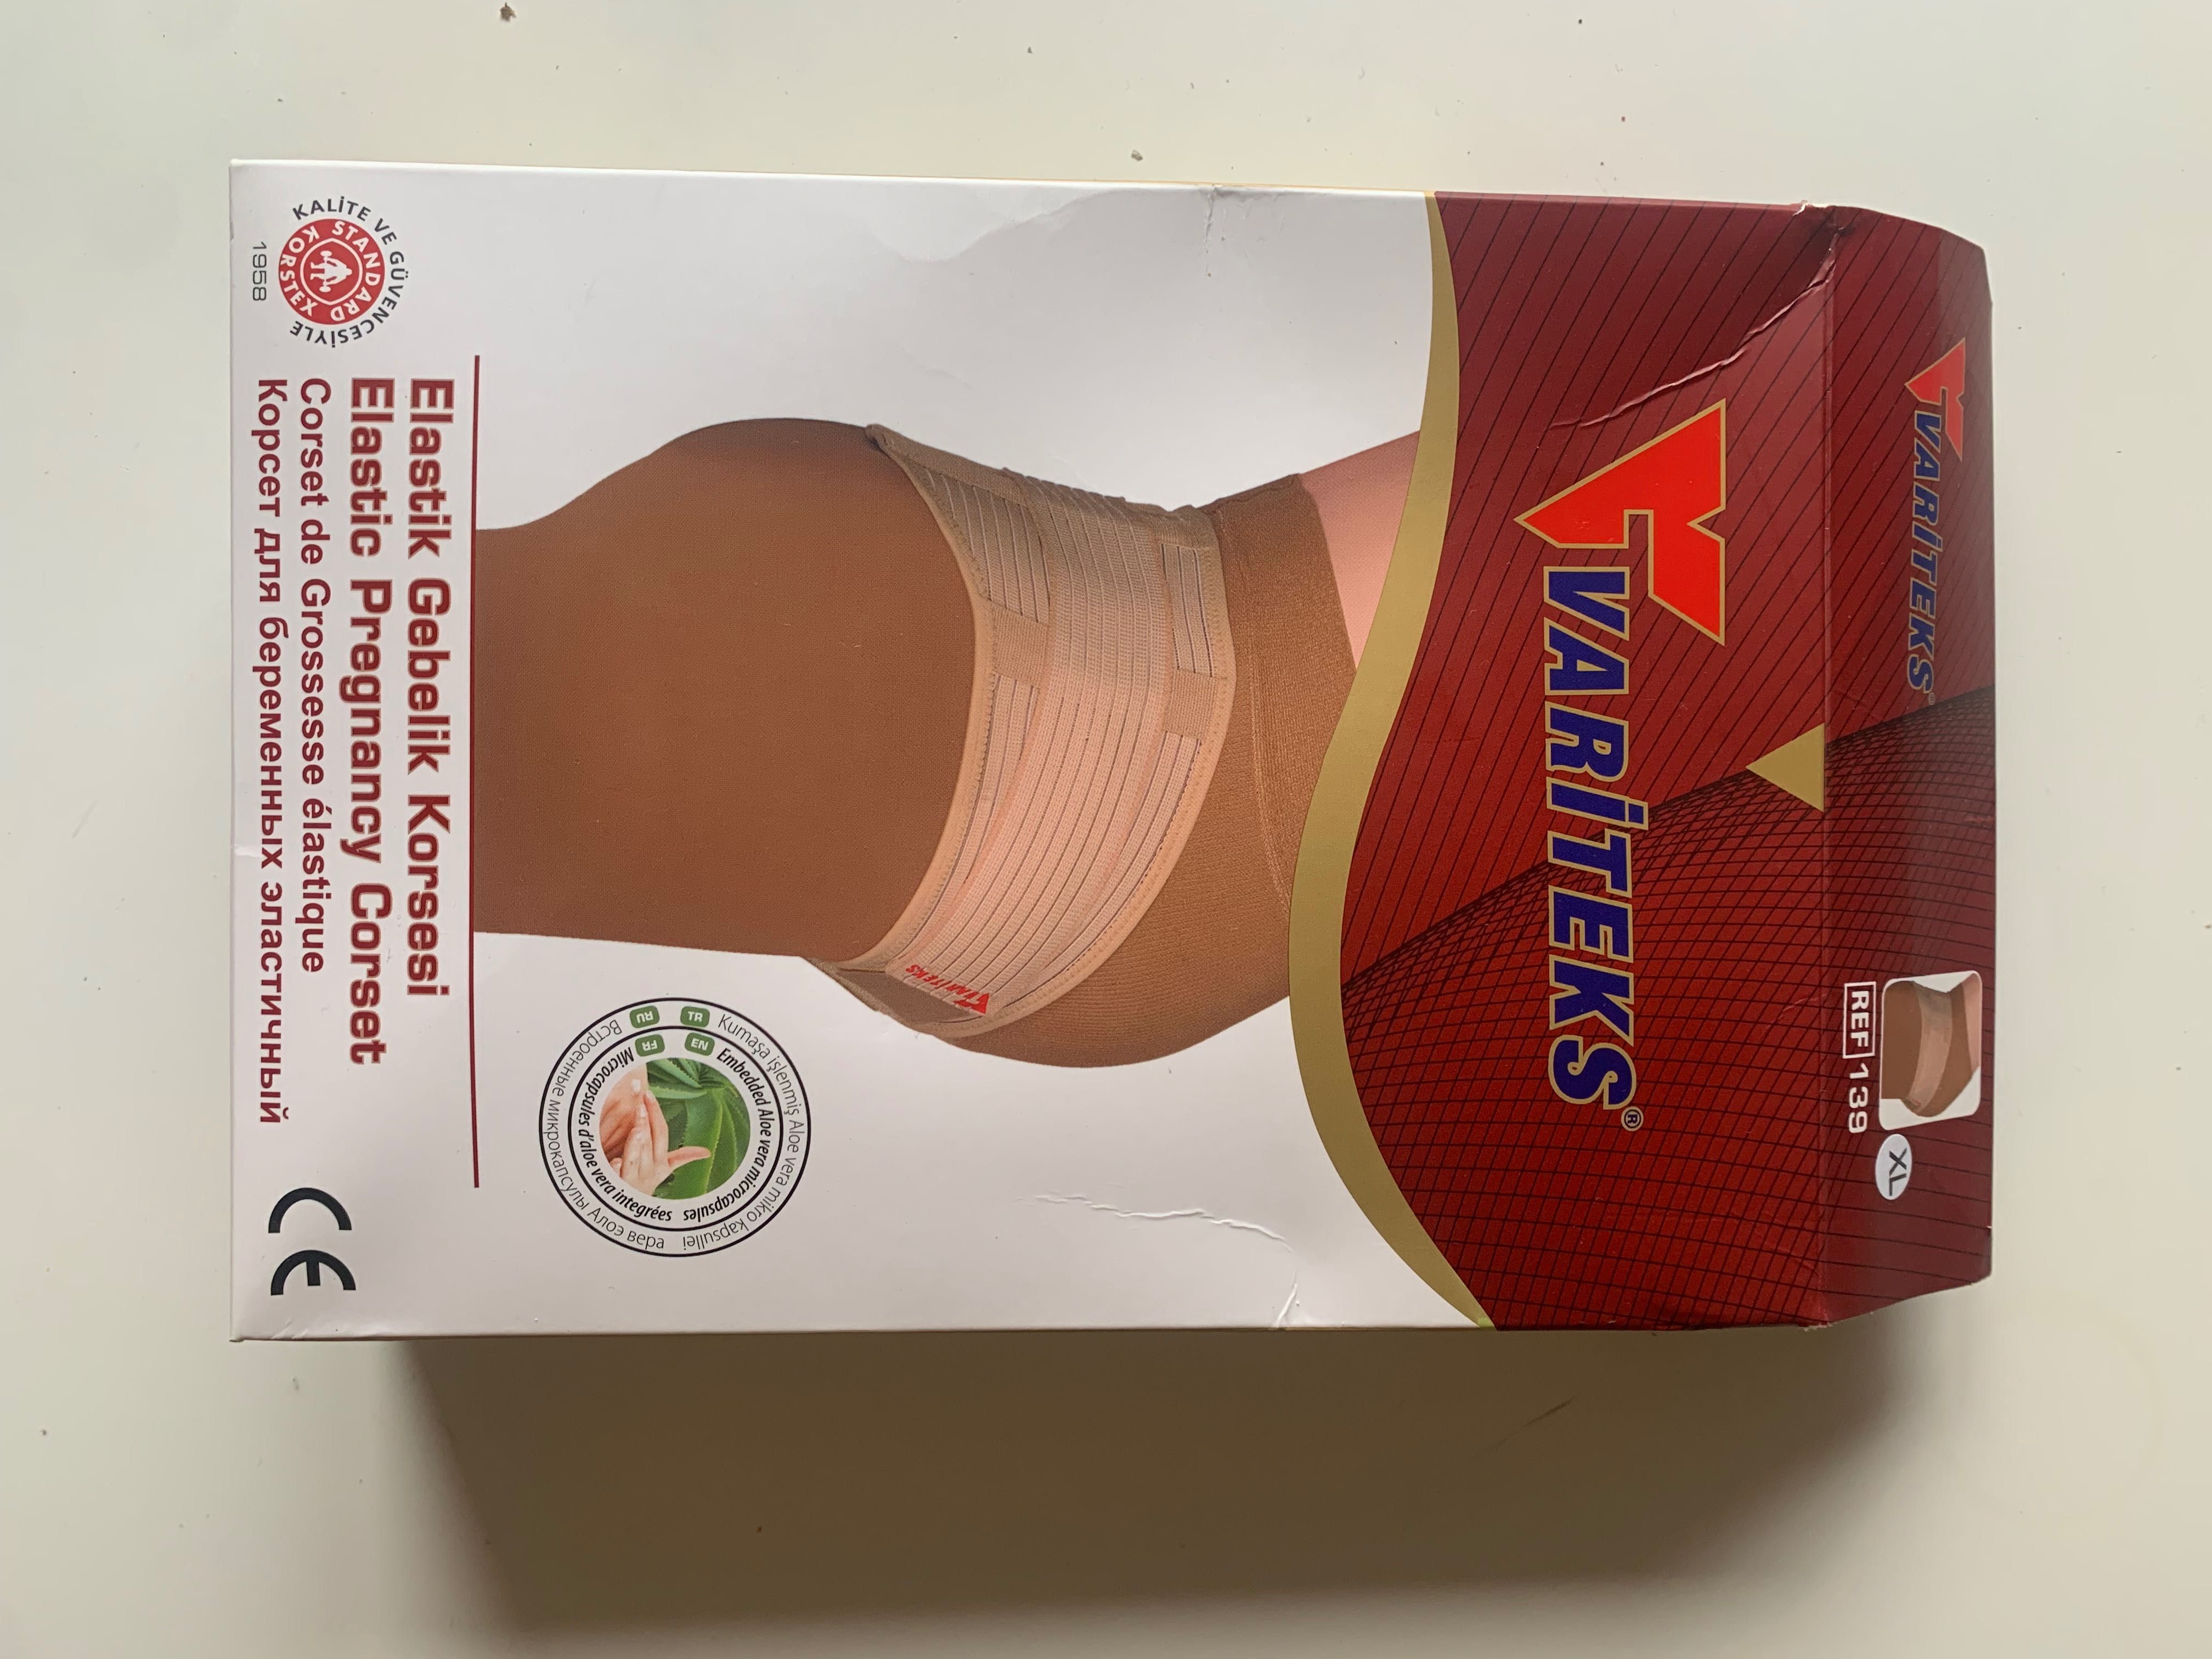 VARİTEKS®
REF 139
XL
VARİTEKS®
VARİTEKS
TR Kumaşa işlenmiş Aloe vera mikro kapsulleri
EN Embedded Aloe vera microcapsules
FR Microcapsules d'aloe vera integrées
RU Встроенные микрокапсулы Алоэ вера
Elastik Gebelik Korsesi
Elastic Pregnancy Corset
Corset de Grossesse élastique
Корсет для беременных эластичный
KALİTE VE GÜVENCESİYLE
STANDARD KORSTEX
1958
CE